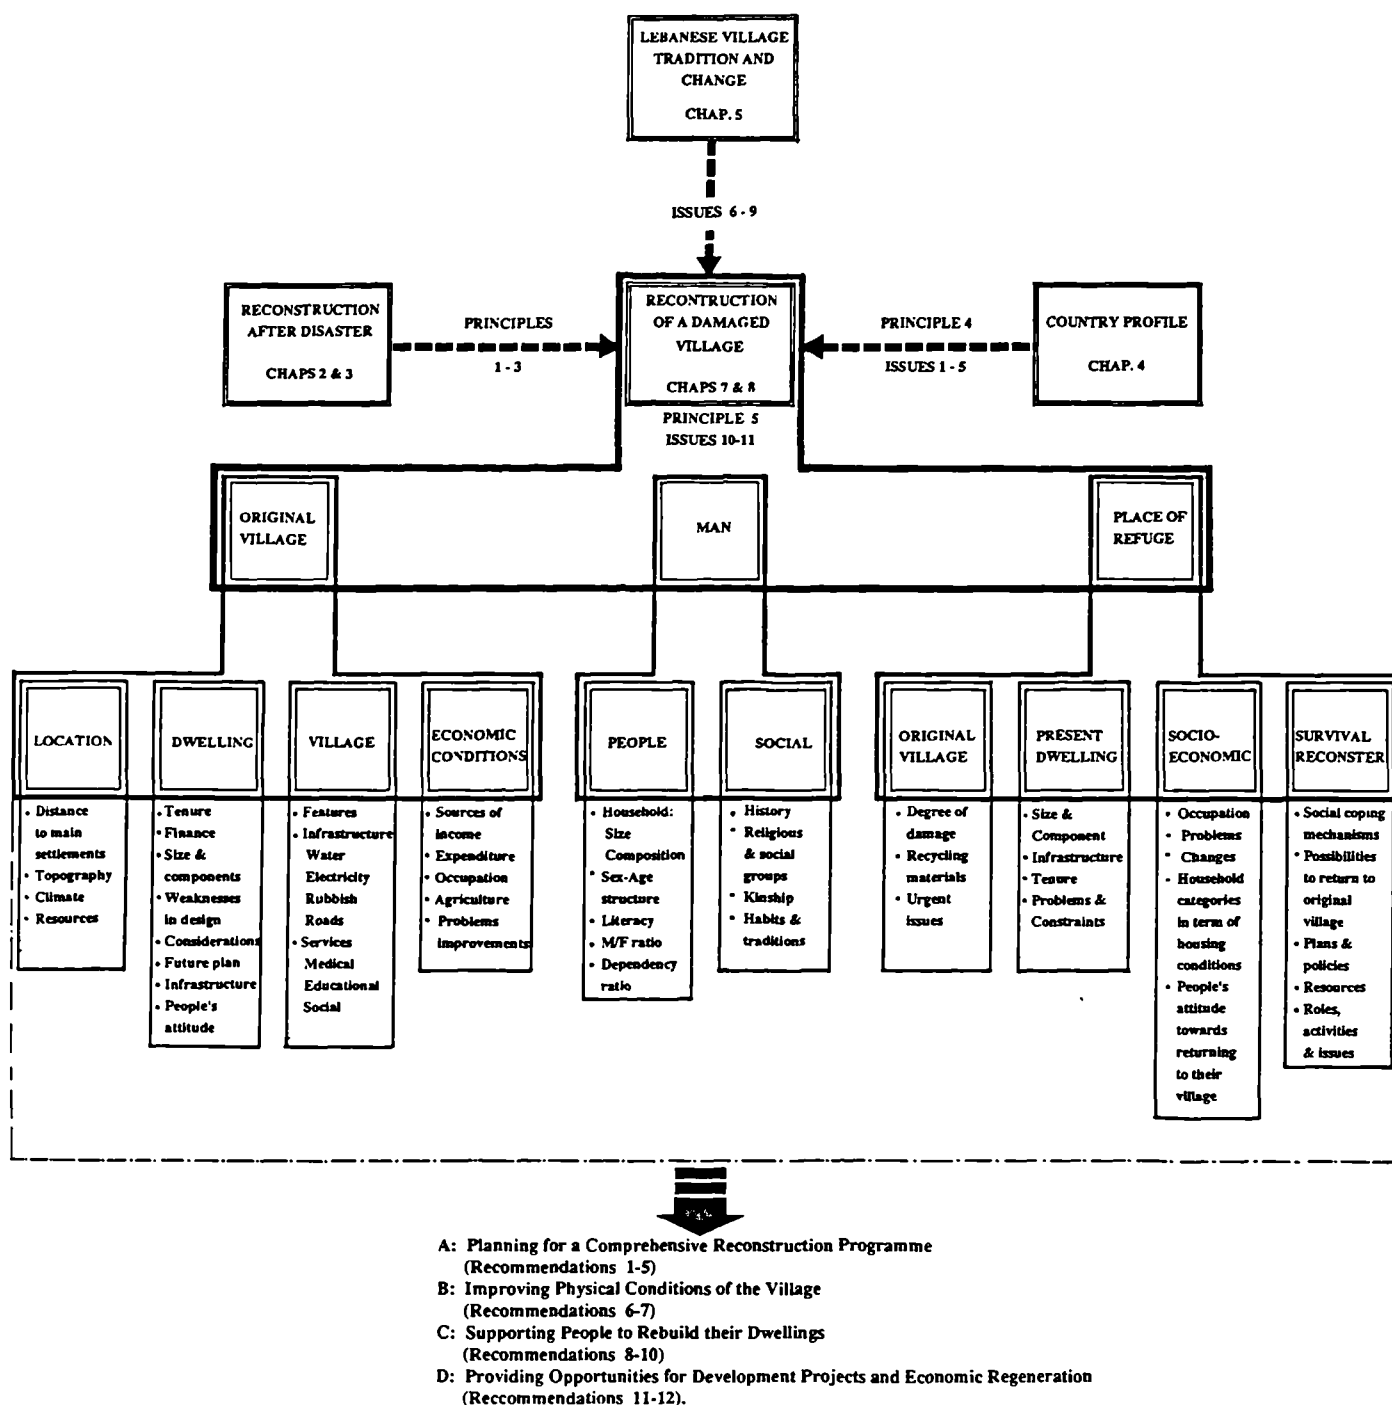 LEBANESE VILLAGE
TRADITION AND
CHANGE
CHAP. 5
ISSUES 6 - 9
RECONSTRUCTION
AFTER DISASTER
CHAPS 2 & 3
PRINCIPLES
1 - 3
RECONTRUCTION
OF A DAMAGED
VILLAGE
CHAPS 7 & 8
PRINCIPLE 5
ISSUES 10-11
PRINCIPLE 4
ISSUES 1 - 5
COUNTRY PROFILE
CHAP. 4
ORIGINAL
VILLAGE
MAN
PLACE OF
REFUGE
LOCATION
• Distance
to main
settlements
• Topography
• Climate
• Resources
DWELLING
• Tenure
• Finance
• Size &
components
• Weaknesses
in design
• Considerations
• Future plan
• Infrastructure
• People's
attitude
VILLAGE
• Features
• Infrastructure
Water
Electricity
Rubbish
Roads
• Services
Medical
Educational
Social
ECONOMIC
CONDITIONS
• Sources of
income
• Expenditure
• Occupation
• Agriculture
• Problems
improvements
PEOPLE
• Household:
Size
Composition
• Sex-Age
structure
• Literacy
• M/F ratio
• Dependency
ratio
SOCIAL
• History
• Religious
& social
groups
• Kinship
• Habits &
traditions
ORIGINAL
VILLAGE
• Degree of
damage
• Recycling
materials
• Urgent
issues
PRESENT
DWELLING
• Size &
Component
• Infrastructure
• Tenure
• Problems &
Constraints
SOCIO-
ECONOMIC
• Occupation
• Problems
• Changes
• Household
categories
in term of
housing
conditions
• People's
attitude
towards
returning
to their
village
SURVIVAL
RECONSTER
• Social coping
mechanisms
• Possibilities
to return to
original
village
• Plans &
policies
• Resources
• Roles,
activities
& issues
A: Planning for a Comprehensive Reconstruction Programme
(Recommendations 1-5)
B: Improving Physical Conditions of the Village
(Recommendations 6-7)
C: Supporting People to Rebuild their Dwellings
(Recommendations 8-10)
D: Providing Opportunities for Development Projects and Economic Regeneration
(Reccommendations 11-12).